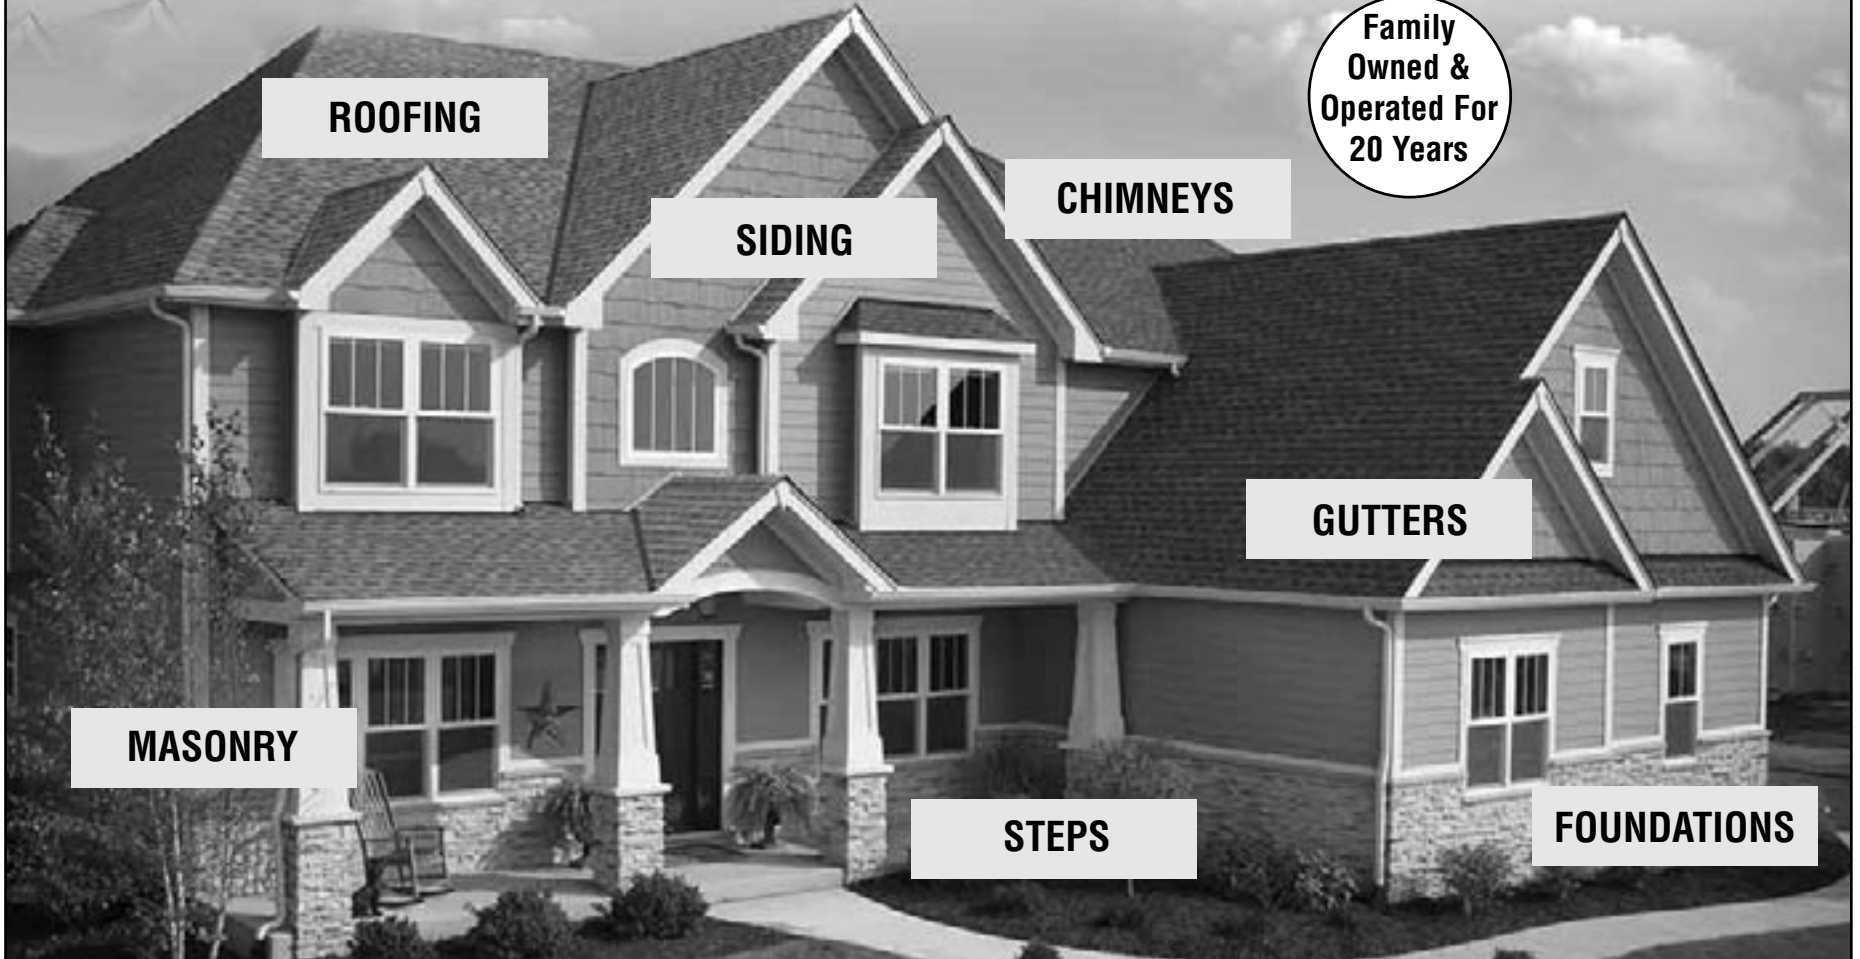 Family
Owned &
Operated For
20 Years
ROOFING
CHIMNEYS
SIDING
GUTTERS
MASONRY
STEPS
FOUNDATIONS